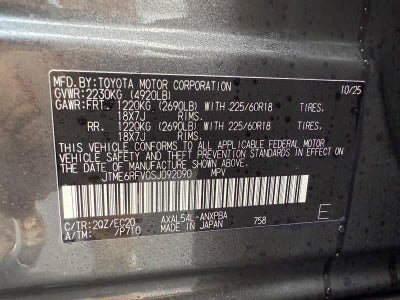 MFD.BY:TOYOTA MOTOR CORPORATION 10/25
GVWR:2230KG (4920LB)
GAWR:FRT. 1220KG (2690LB) WITH 225/60R18 TIRES.
18X7J RIMS.
RR. 1220KG (2690LB) WITH 225/60R18 TIRES.
18X7J RIMS.
THIS VEHICLE CONFORMS TO ALL APPLICABLE FEDERAL MOTOR
VEHICLE SAFETY AND THEFT PREVENTION STANDARDS IN EFFECT ON
THE DATE OF MANUFACTURE SHOWN ABOVE.
JTME6RFV0SJ092090 MPV
C/TR:2QZ/EC20 AXAL54L-ANXPBA 758 E
A/TM: /P710 MADE IN JAPAN